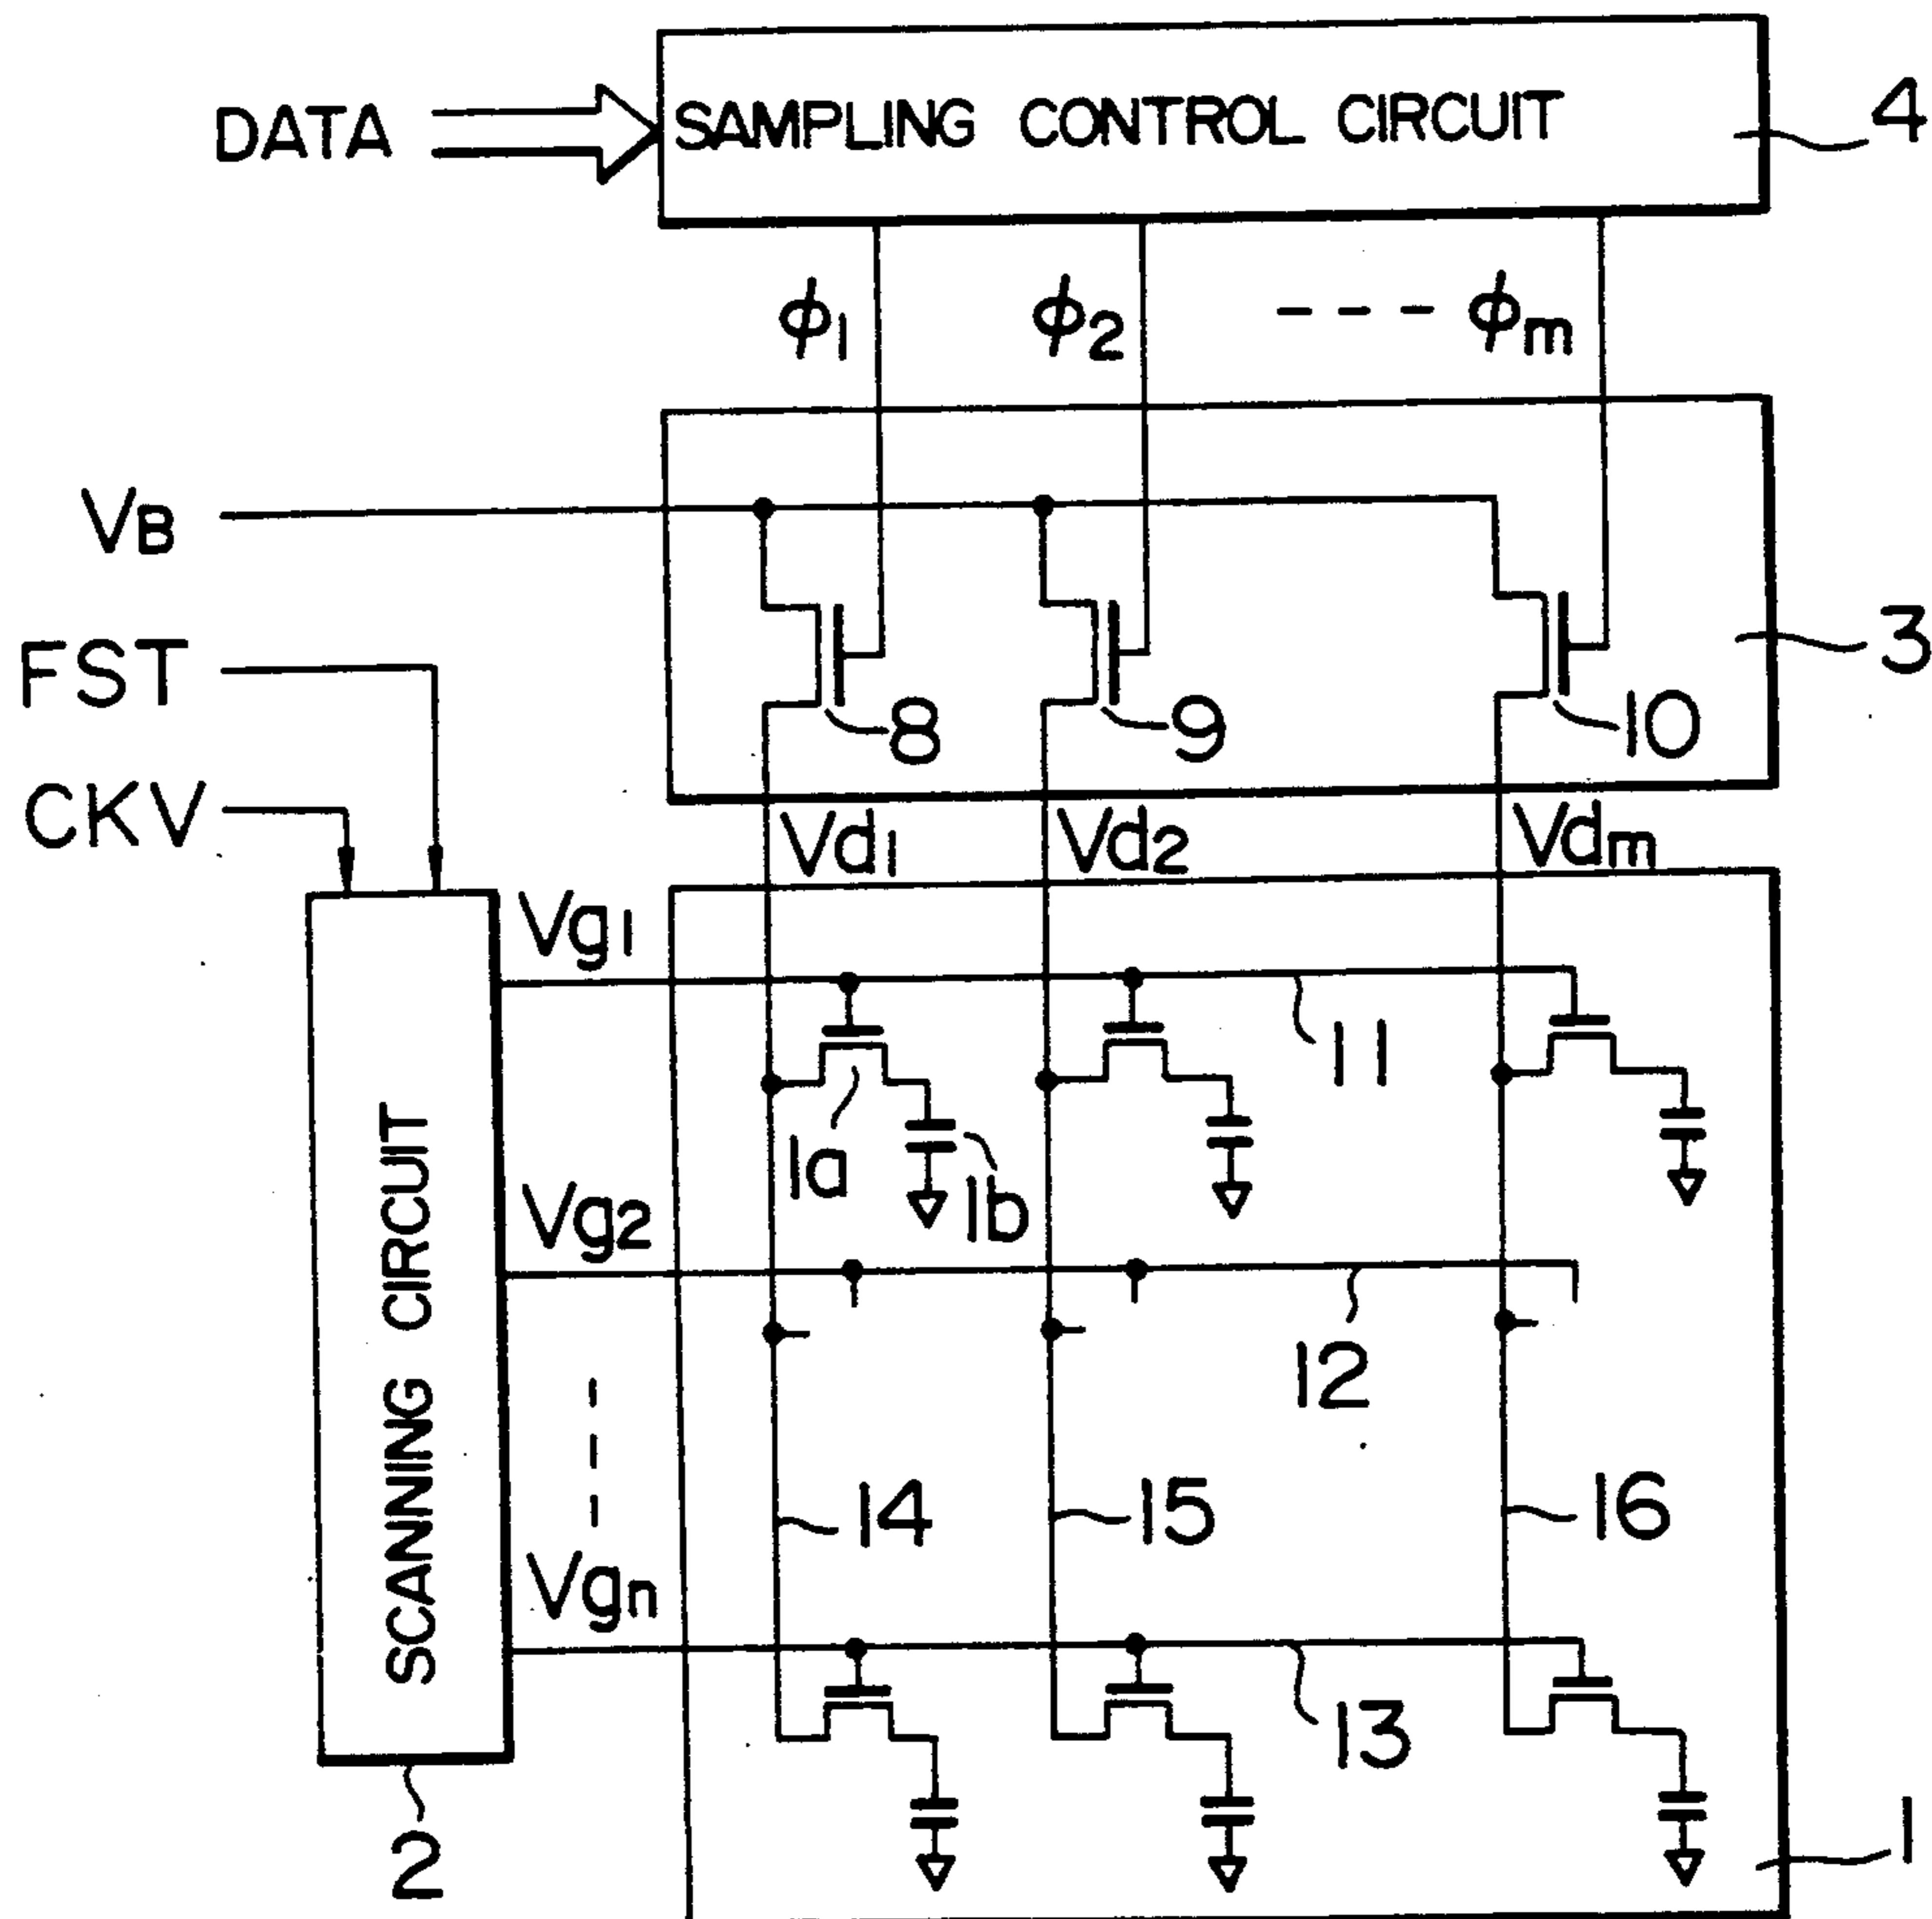 DATA
SAMPLING CONTROL CIRCUIT
4
ϕ1
ϕ2
---
ϕm
VB
FST
CKV
8
9
10
3
Vd1
Vd2
Vdm
Vg1
11
1a
1b
Vg2
12
SCANNING CIRCUIT
14
15
16
Vgn
13
2
1